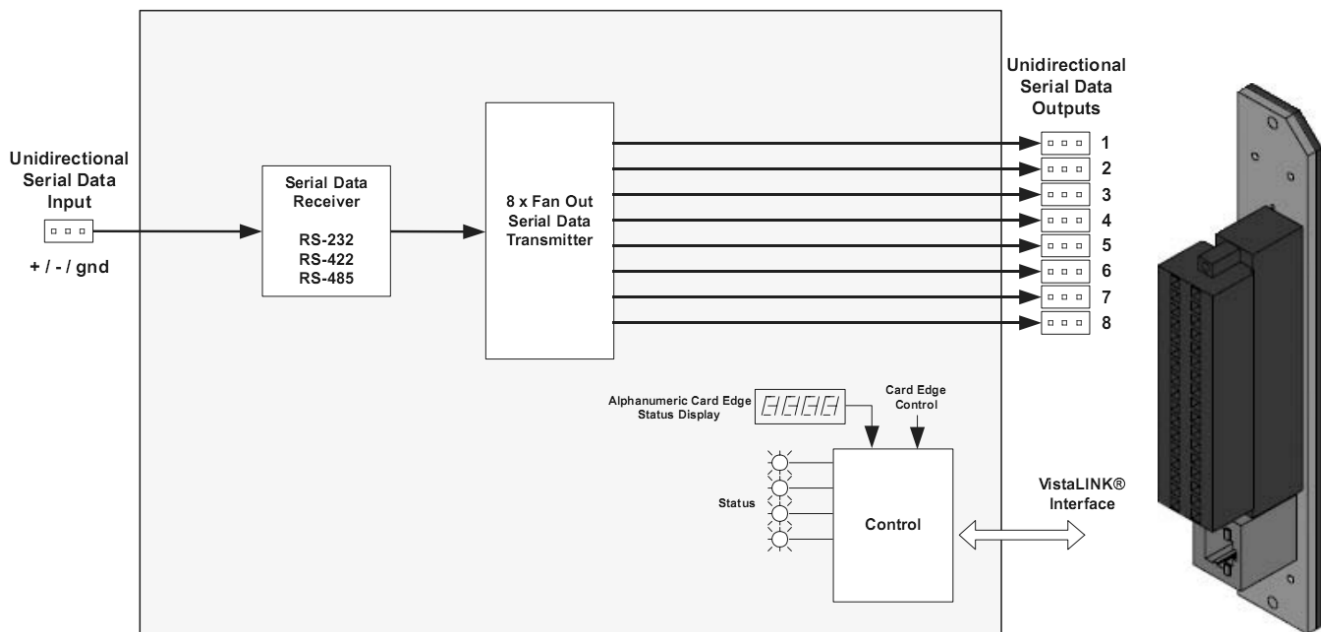 Unidirectional
Serial Data
Outputs
Unidirectional
Serial Data
Input
+ / - / gnd
Serial Data
Receiver
RS-232
RS-422
RS-485
8 x Fan Out
Serial Data
Transmitter
1
2
3
4
5
6
7
8
Alphanumeric Card Edge
Status Display
Card Edge
Control
Status
Control
VistaLINK®
Interface